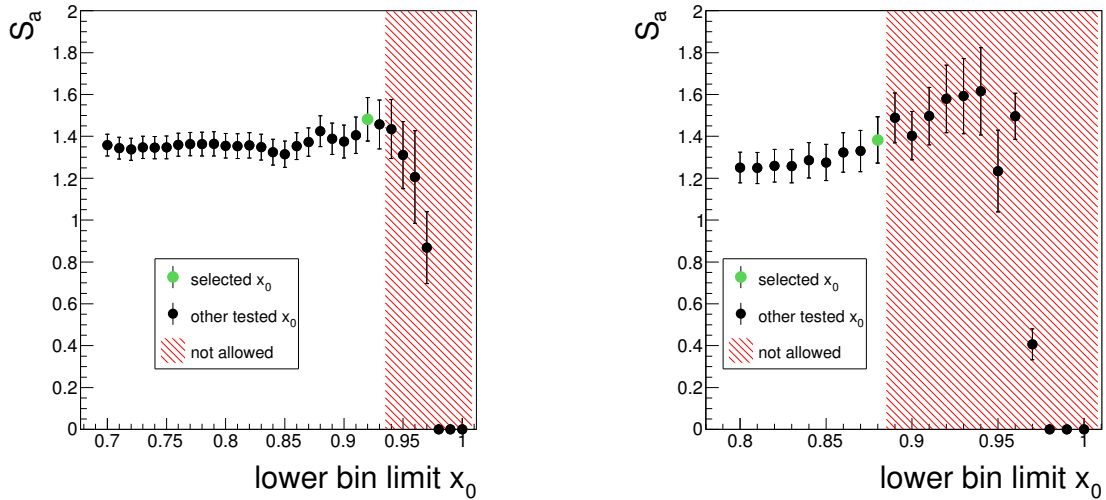 S_a
2
1.8
1.6
1.4
1.2
1
0.8
0.6
0.4
0.2
0
selected x_0
other tested x_0
not allowed
0.7 0.75 0.8 0.85 0.9 0.95 1
lower bin limit x_0
S_a
2
1.8
1.6
1.4
1.2
1
0.8
0.6
0.4
0.2
0
selected x_0
other tested x_0
not allowed
0.8 0.85 0.9 0.95 1
lower bin limit x_0